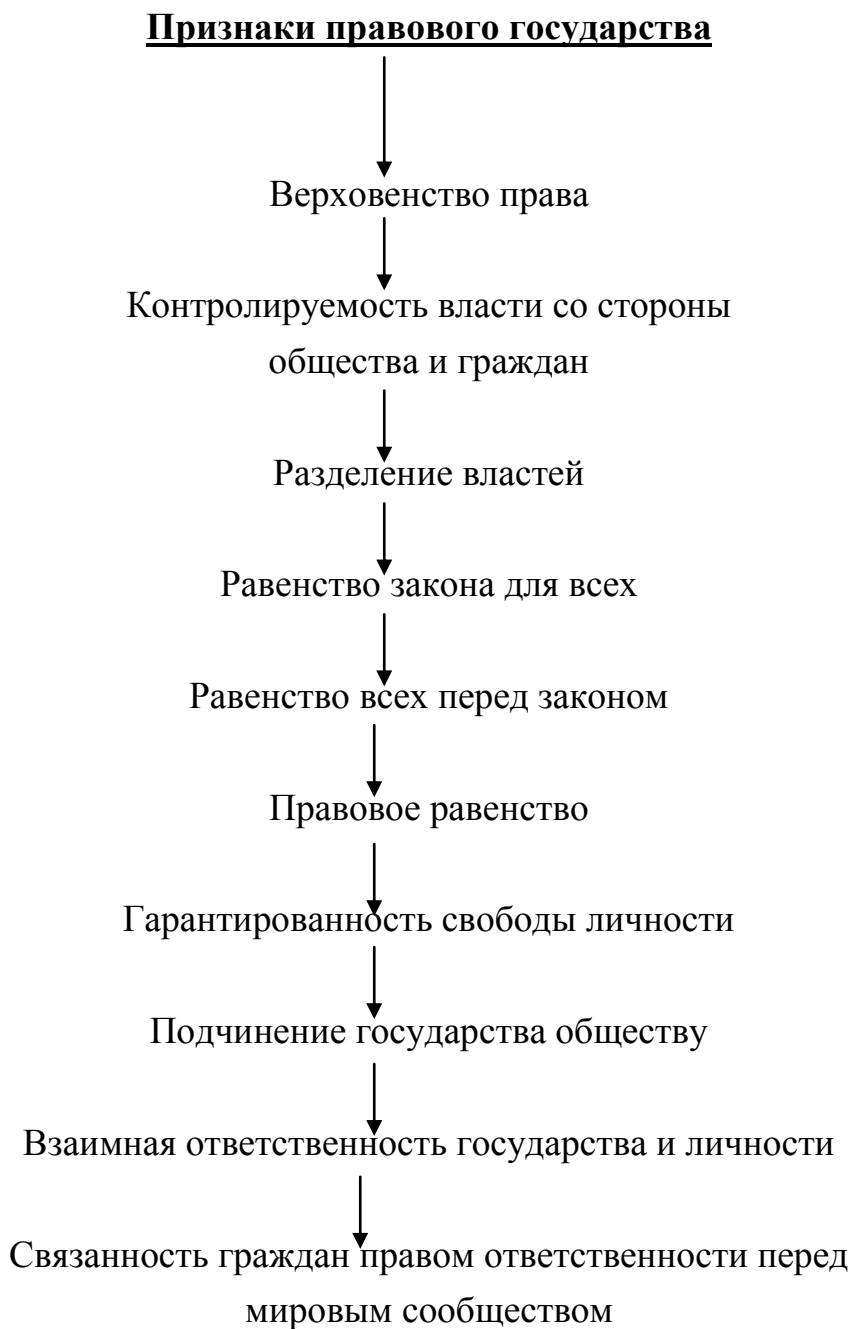 Признаки правового государства
Верховенство права
Контролируемость власти со стороны
общества и граждан
Разделение властей
Равенство закона для всех
Равенство всех перед законом
Правовое равенство
Гарантированность свободы личности
Подчинение государства обществу
Взаимная ответственность государства и личности
Связанность граждан правом ответственности перед
мировым сообществом